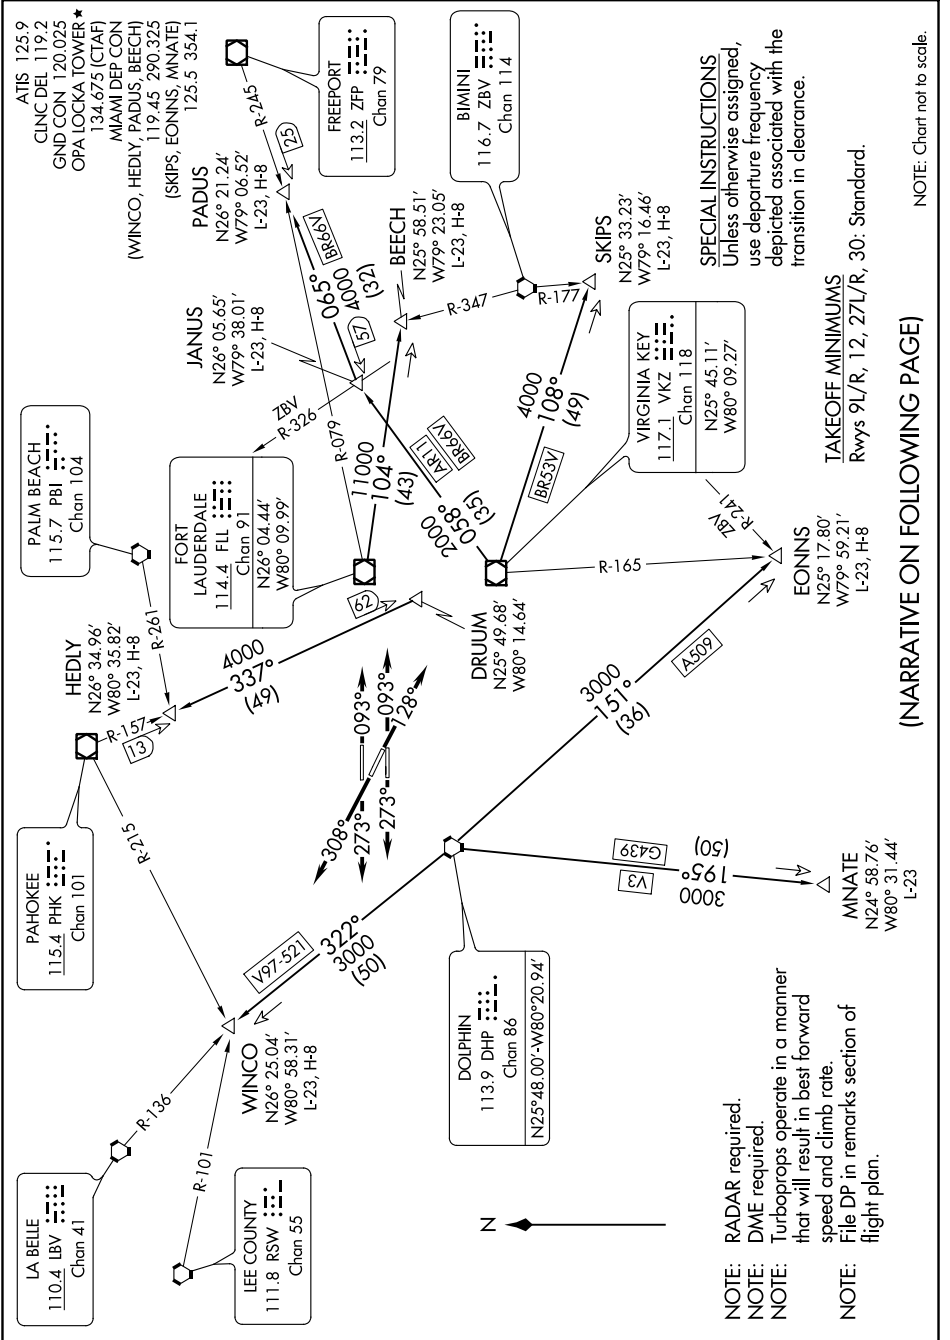 ATIS 125.9
CLNC DEL 119.2
GND CON 120.025
OPA LOCKA TOWER★
134.675 (CTAF)
MIAMI DEP CON
(WINCO, HEDLY, PADUS, BEECH)
119.45 290.325
(SKIPS, EONNS, MNATE)
125.5 354.1
LA BELLE
110.4 LBV
Chan 41
R-136
LEE COUNTY
111.8 RSW
Chan 55
R-101
WINCO
N26° 25.04′
W80° 58.31′
L-23, H-8
PAHOKEE
115.4 PHK
Chan 101
R-215
R-157
13
HEDLY
N26° 34.96′
W80° 35.82′
L-23, H-8
PALM BEACH
115.7 PBI
Chan 104
R-261
4000
337°
(49)
62
FORT
LAUDERDALE
114.4 FLL
Chan 91
N26° 04.44′
W80° 09.99′
ZBV
R-326
R-079
11000
104°
(43)
JANUS
N26° 05.65′
W79° 38.01′
L-23, H-8
57
065°
4000
(32)
BR66V
PADUS
N26° 21.24′
W79° 06.52′
L-23, H-8
25
R-245
FREEPORT
113.2 ZFP
Chan 79
BEECH
N25° 58.51′
W79° 23.05′
L-23, H-8
BIMINI
116.7 ZBV
Chan 114
R-347
R-177
SKIPS
N25° 33.23′
W79° 16.46′
L-23, H-8
2000
058°
(35)
AR11
BR66V
4000
108°
(49)
BR53V
DRUUM
N25° 49.68′
W80° 14.64′
VIRGINIA KEY
117.1 VKZ
Chan 118
N25° 45.11′
W80° 09.27′
R-165
ZBV
R-241
EONNS
N25° 17.80′
W79° 59.21′
L-23, H-8
308°
273°
273°
093°
093°
128°
V97-521
322°
3000
(50)
3000
151°
(36)
A509
DOLPHIN
113.9 DHP
Chan 86
N25°48.00′-W80°20.94′
V3
G439
3000
195°
(50)
MNATE
N24° 58.76′
W80° 31.44′
L-23
N
SPECIAL INSTRUCTIONS
Unless otherwise assigned,
use departure frequency
depicted associated with the
transition in clearance.
TAKEOFF MINIMUMS
Rwys 9L/R, 12, 27L/R, 30: Standard.
NOTE: RADAR required.
NOTE: DME required.
NOTE: Turboprops operate in a manner
that will result in best forward
speed and climb rate.
NOTE: File DP in remarks section of
flight plan.
(NARRATIVE ON FOLLOWING PAGE)
NOTE: Chart not to scale.